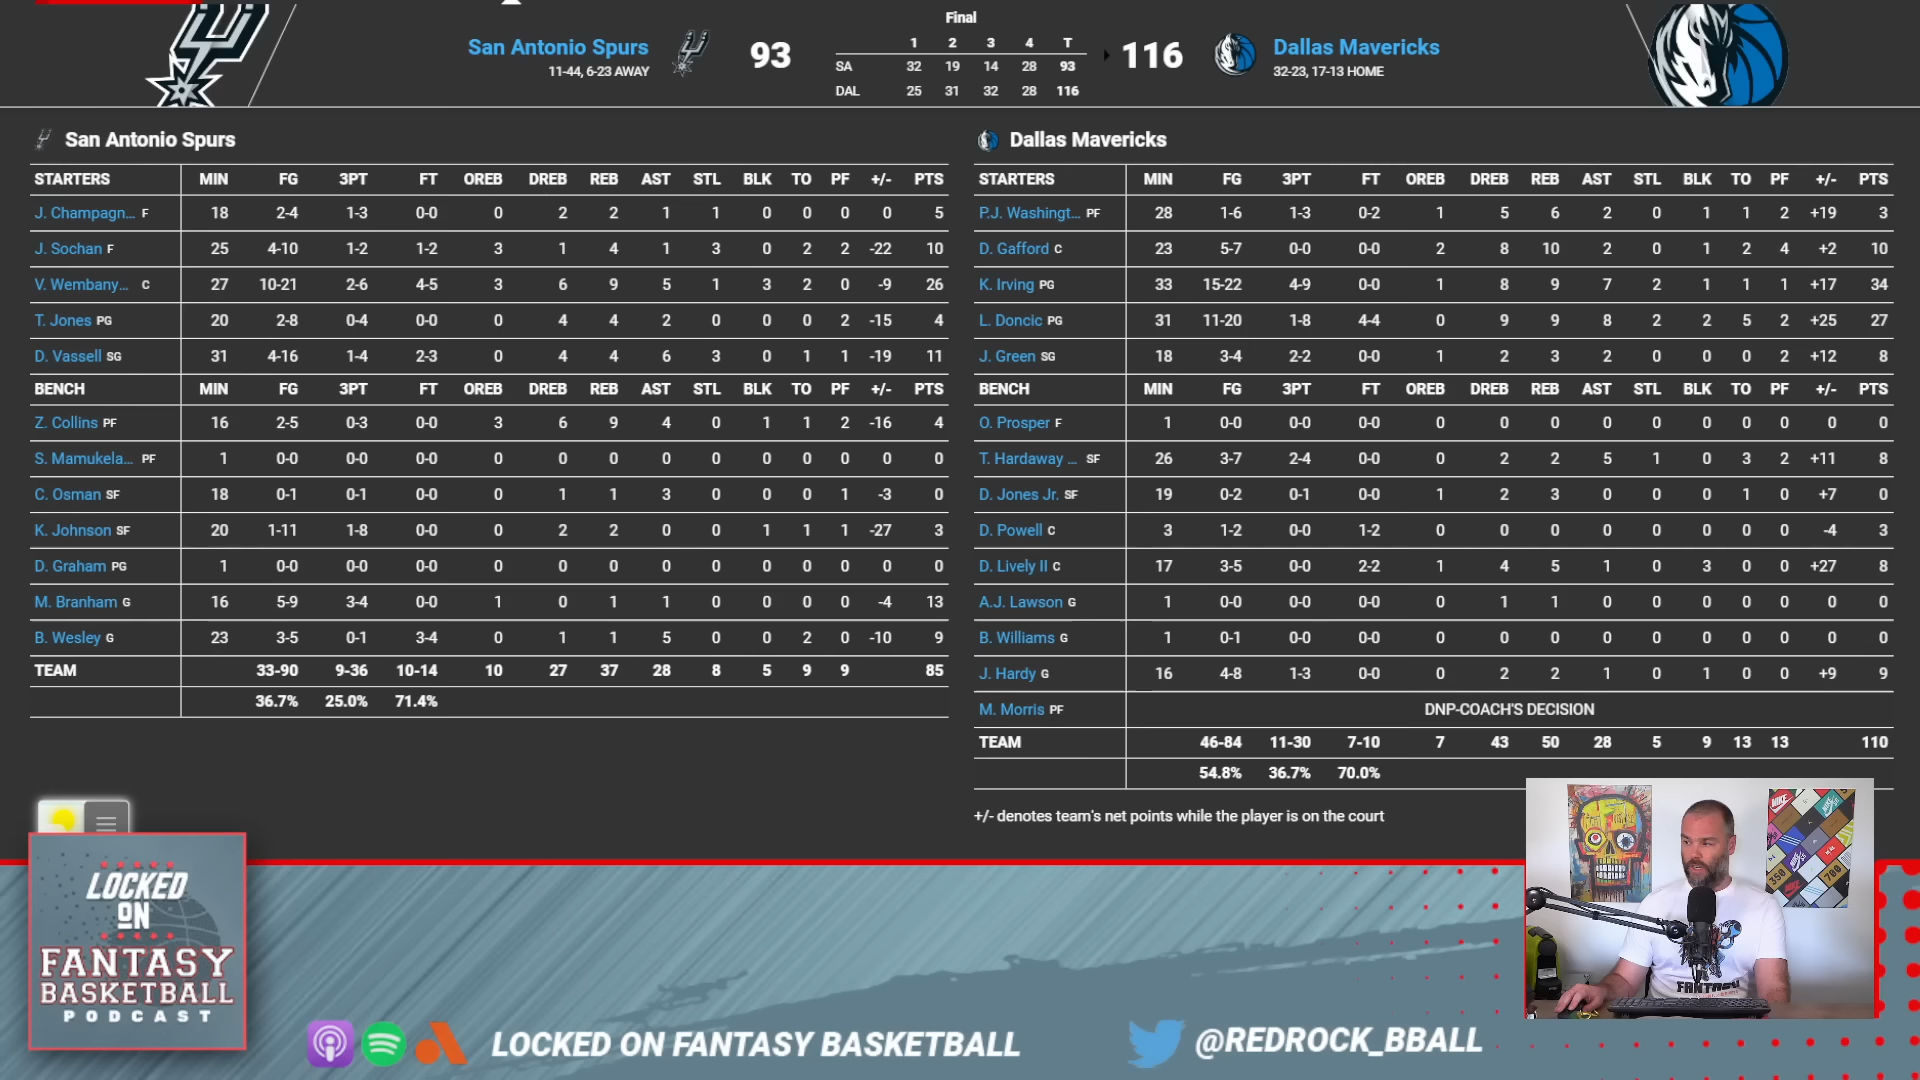 Final
San Antonio Spurs
11-44, 6-23 AWAY
93
1 2 3 4 T
SA 32 19 14 28 93
DAL 25 31 32 28 116
116
Dallas Mavericks
32-23, 17-13 HOME
San Antonio Spurs
STARTERS MIN FG 3PT FT OREB DREB REB AST STL BLK TO PF +/- PTS
J. Champagn... F 18 2-4 1-3 0-0 0 2 2 1 1 0 0 0 0 5
J. Sochan F 25 4-10 1-2 1-2 3 1 4 1 3 0 2 2 -22 10
V. Wembany... C 27 10-21 2-6 4-5 3 6 9 5 1 3 2 0 -9 26
T. Jones PG 20 2-8 0-4 0-0 0 4 4 2 0 0 0 2 -15 4
D. Vassell SG 31 4-16 1-4 2-3 0 4 4 6 3 0 1 1 -19 11
BENCH MIN FG 3PT FT OREB DREB REB AST STL BLK TO PF +/- PTS
Z. Collins PF 16 2-5 0-3 0-0 3 6 9 4 0 1 1 2 -16 4
S. Mamukela... PF 1 0-0 0-0 0-0 0 0 0 0 0 0 0 0 0 0
C. Osman SF 18 0-1 0-1 0-0 0 1 1 3 0 0 0 1 -3 0
K. Johnson SF 20 1-11 1-8 0-0 0 2 2 0 0 1 1 1 -27 3
D. Graham PG 1 0-0 0-0 0-0 0 0 0 0 0 0 0 0 0 0
M. Branham G 16 5-9 3-4 0-0 1 0 1 1 0 0 0 0 -4 13
B. Wesley G 23 3-5 0-1 3-4 0 1 1 5 0 0 2 0 -10 9
TEAM 33-90 9-36 10-14 10 27 37 28 8 5 9 9 85
36.7% 25.0% 71.4%
Dallas Mavericks
STARTERS MIN FG 3PT FT OREB DREB REB AST STL BLK TO PF +/- PTS
P.J. Washingt... PF 28 1-6 1-3 0-2 1 5 6 2 0 1 1 2 +19 3
D. Gafford C 23 5-7 0-0 0-0 2 8 10 2 0 1 2 4 +2 10
K. Irving PG 33 15-22 4-9 0-0 1 8 9 7 2 1 1 1 +17 34
L. Doncic PG 31 11-20 1-8 4-4 0 9 9 8 2 2 5 2 +25 27
J. Green SG 18 3-4 2-2 0-0 1 2 3 2 0 0 0 2 +12 8
BENCH MIN FG 3PT FT OREB DREB REB AST STL BLK TO PF +/- PTS
O. Prosper F 1 0-0 0-0 0-0 0 0 0 0 0 0 0 0 0 0
T. Hardaway ... SF 26 3-7 2-4 0-0 0 2 2 5 1 0 3 2 +11 8
D. Jones Jr. SF 19 0-2 0-1 0-0 1 2 3 0 0 0 1 0 +7 0
D. Powell C 3 1-2 0-0 1-2 0 0 0 0 0 0 0 0 -4 3
D. Lively II C 17 3-5 0-0 2-2 1 4 5 1 0 3 0 0 +27 8
A.J. Lawson G 1 0-0 0-0 0-0 0 1 1 0 0 0 0 0 0 0
B. Williams G 1 0-1 0-0 0-0 0 0 0 0 0 0 0 0 0 0
J. Hardy G 16 4-8 1-3 0-0 0 2 2 1 0 1 0 0 +9 9
M. Morris PF DNP-COACH'S DECISION
TEAM 46-84 11-30 7-10 7 43 50 28 5 9 13 13 110
54.8% 36.7% 70.0%
+/- denotes team's net points while the player is on the court
LOCKED
ON
FANTASY
BASKETBALL
PODCAST
LOCKED ON FANTASY BASKETBALL
@REDROCK_BBALL
NIKE
350
700
FANTASY